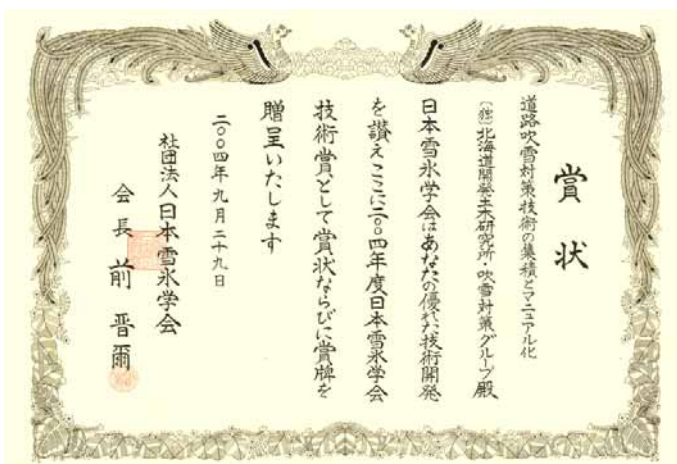 賞状
道路吹雪対策技術の集積とマニュアル化
(独)北海道開発土木研究所・吹雪対策グループ殿
日本雪氷学会はあなたの優れた技術開発
を讃えここに二〇〇四年度日本雪氷学会
技術賞として賞状ならびに賞牌を
贈呈いたします
二〇〇四年九月二十九日
社団法人日本雪氷学会
会長 前 晋爾